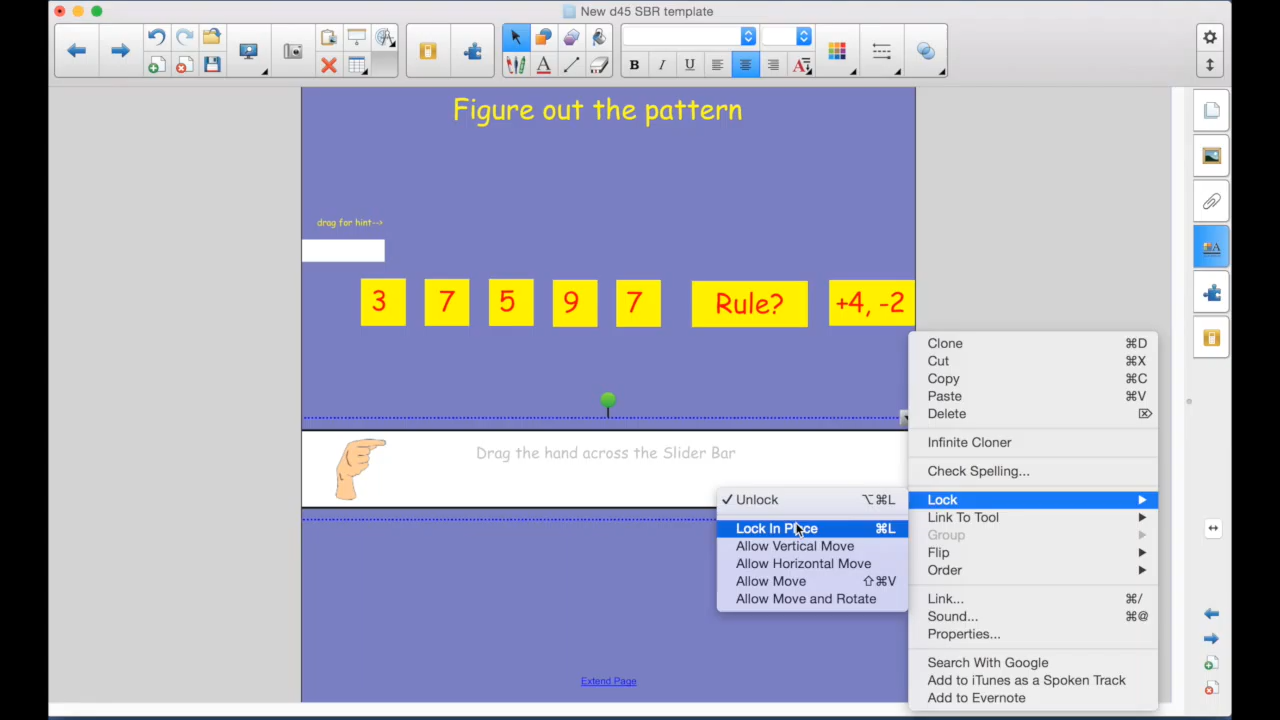 New d45 SBR template
B I U A
Figure out the pattern
drag for hint-->
3 7 5 9 7 Rule? +4, -2
Drag the hand across the Slider Bar
Extend Page
Clone ⌘D
Cut ⌘X
Copy ⌘C
Paste ⌘V
Delete ⌦
Infinite Cloner
Check Spelling...
Lock
Link To Tool
Group
Flip
Order
Link... ⌘/
Sound... ⌘@
Properties...
Search With Google
Add to iTunes as a Spoken Track
Add to Evernote
✓ Unlock ⌥⌘L
Lock In Place ⌘L
Allow Vertical Move
Allow Horizontal Move
Allow Move ⇧⌘V
Allow Move and Rotate